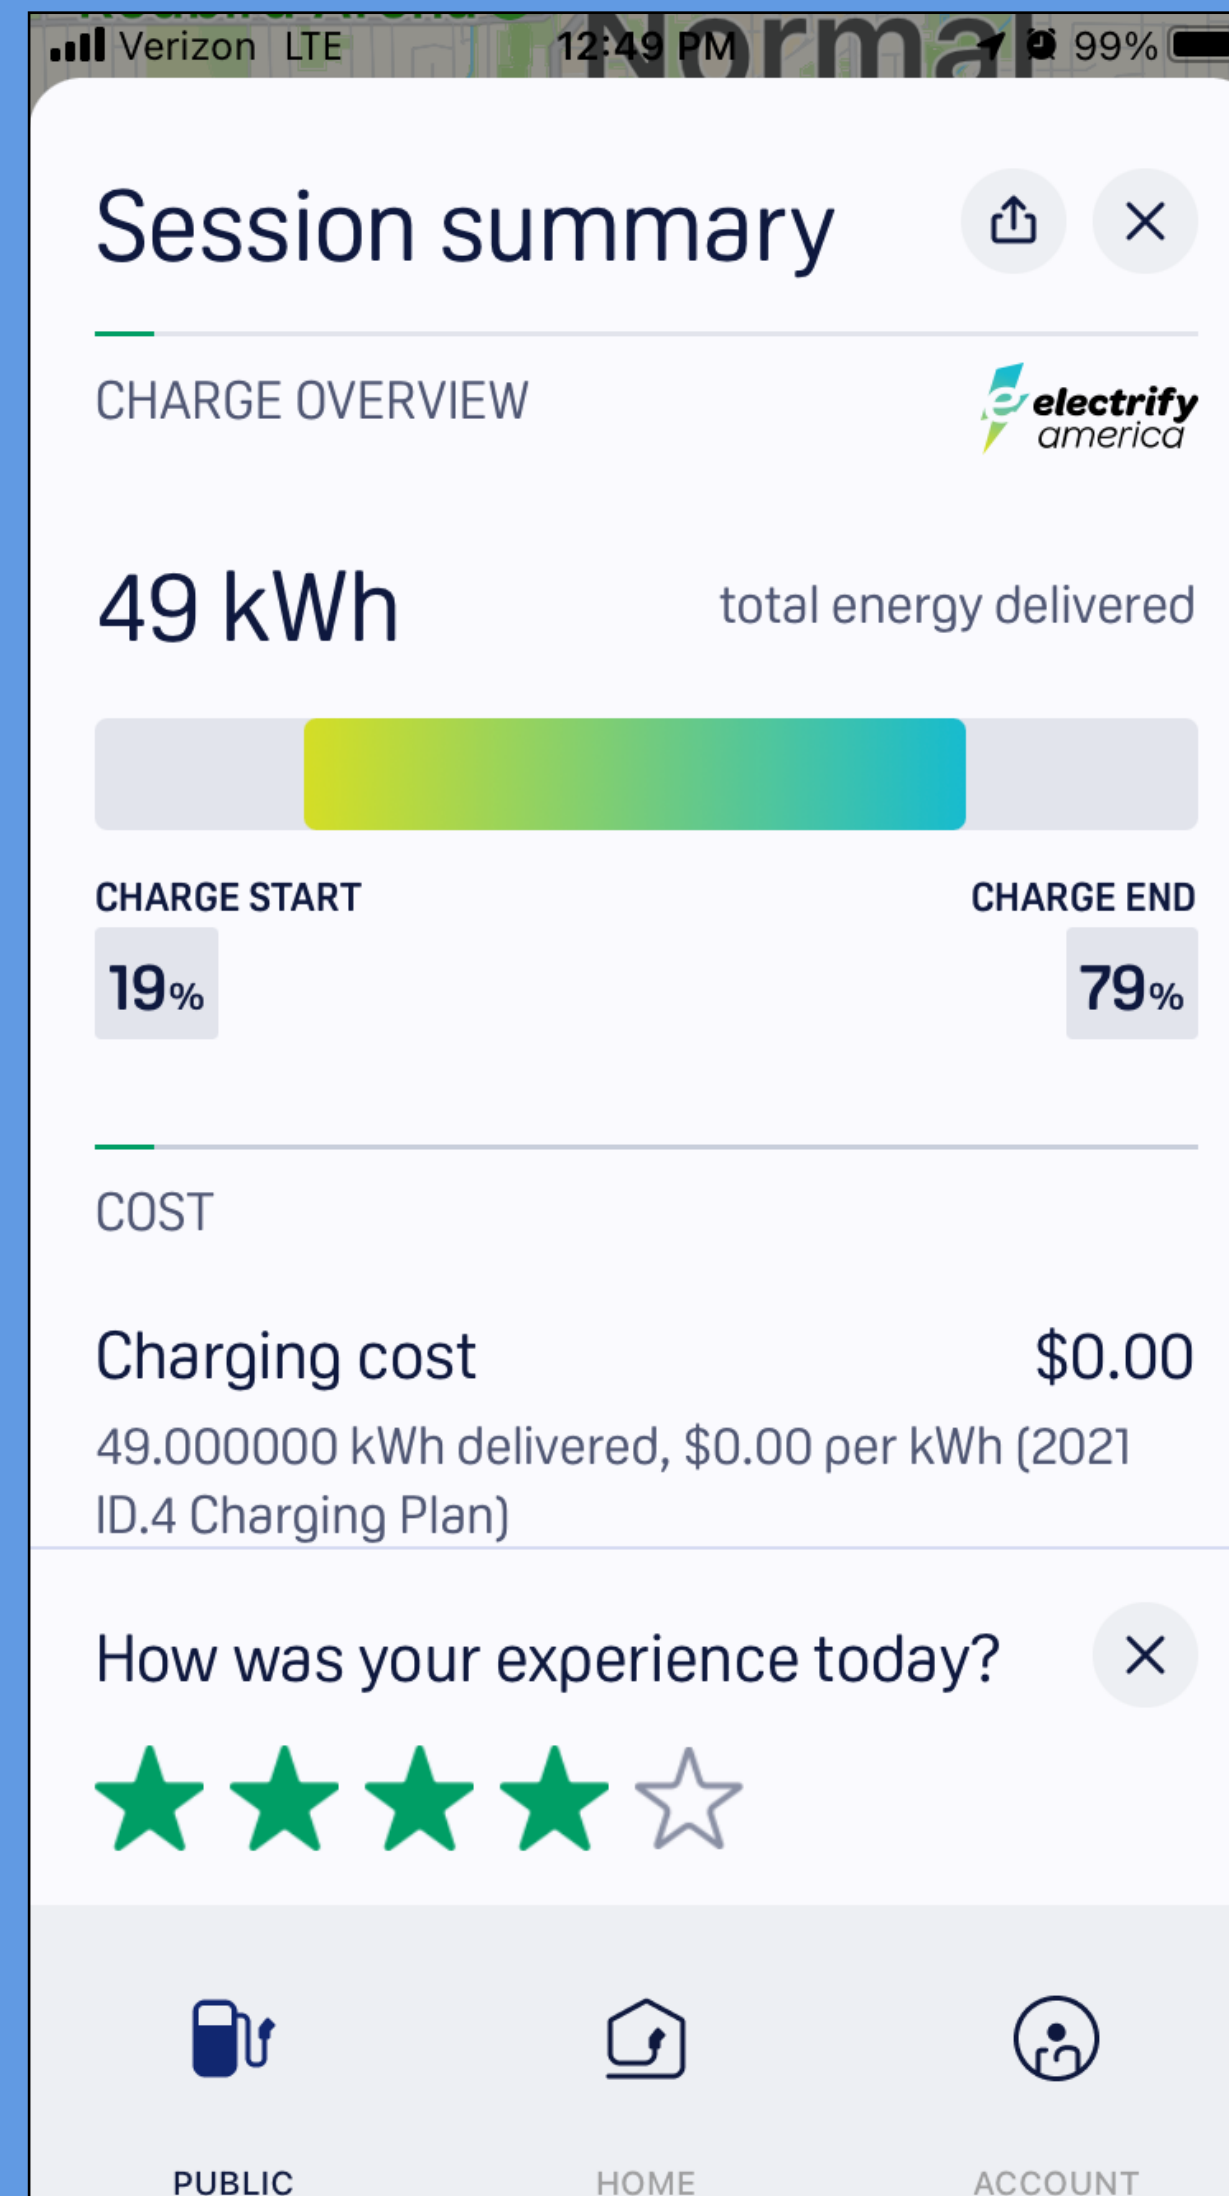 Verizon LTE 12:49 PM 99%
Normal
Session summary
CHARGE OVERVIEW
electrify
america
49 kWh
total energy delivered
CHARGE START
CHARGE END
19%
79%
COST
Charging cost
$0.00
49.000000 kWh delivered, $0.00 per kWh (2021
ID.4 Charging Plan)
How was your experience today?
PUBLIC
HOME
ACCOUNT